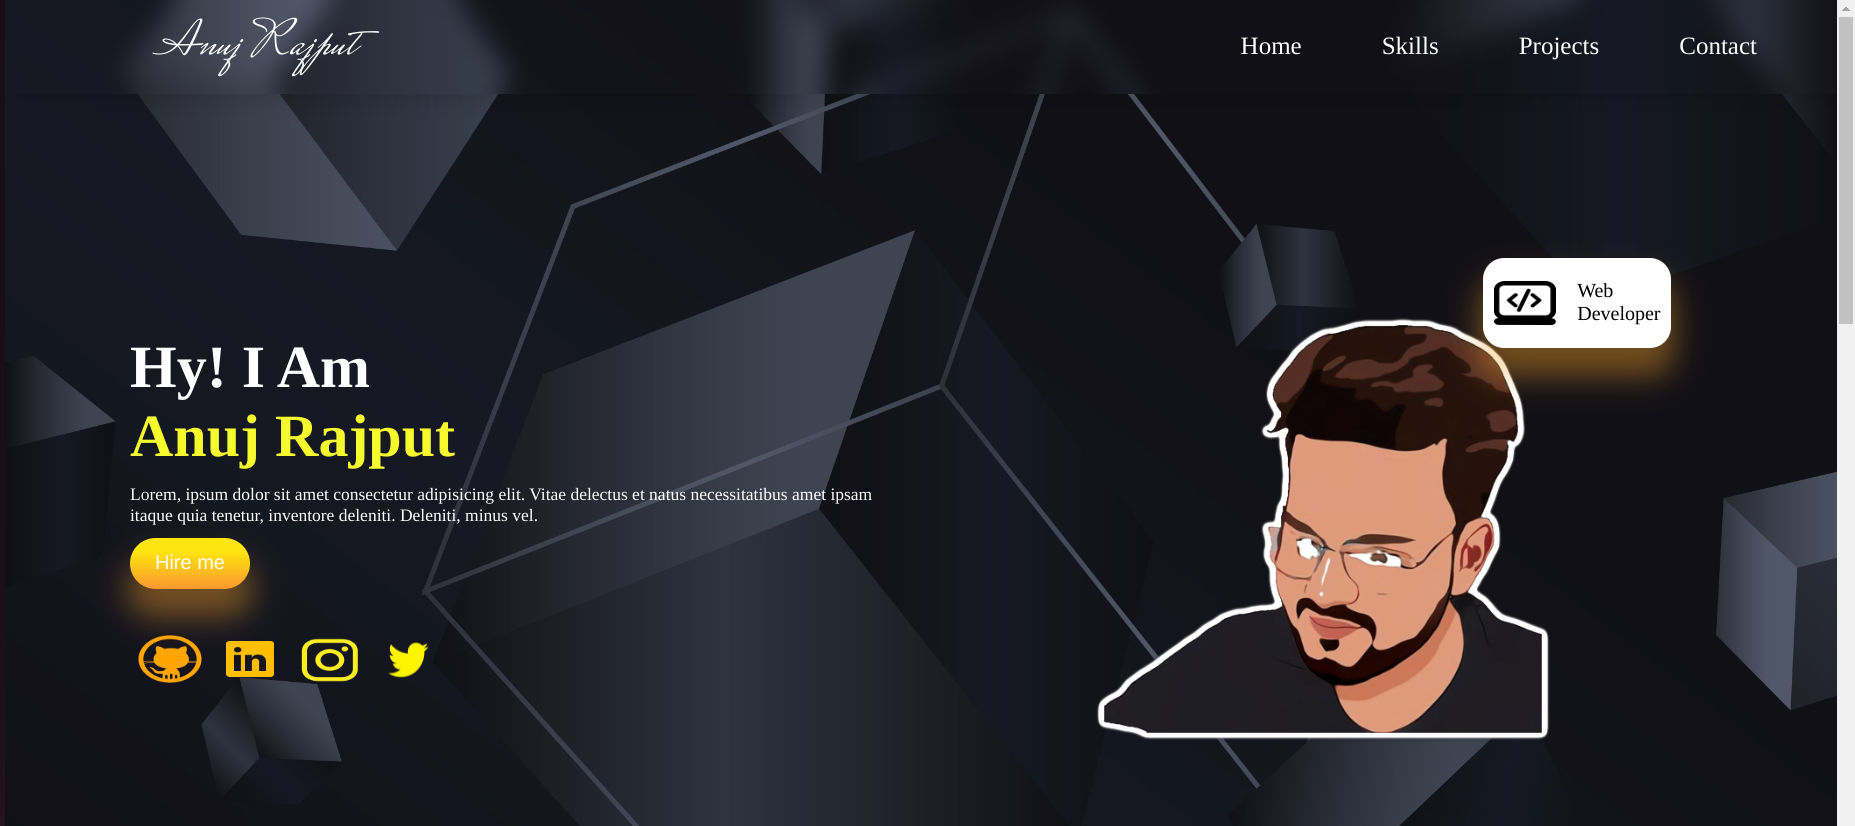 Anuj Rajput
Home
Skills
Projects
Contact
Web
Developer
Hy! I Am
Anuj Rajput
Lorem, ipsum dolor sit amet consectetur adipisicing elit. Vitae delectus et natus necessitatibus amet ipsam
itaque quia tenetur, inventore deleniti. Deleniti, minus vel.
Hire me
in